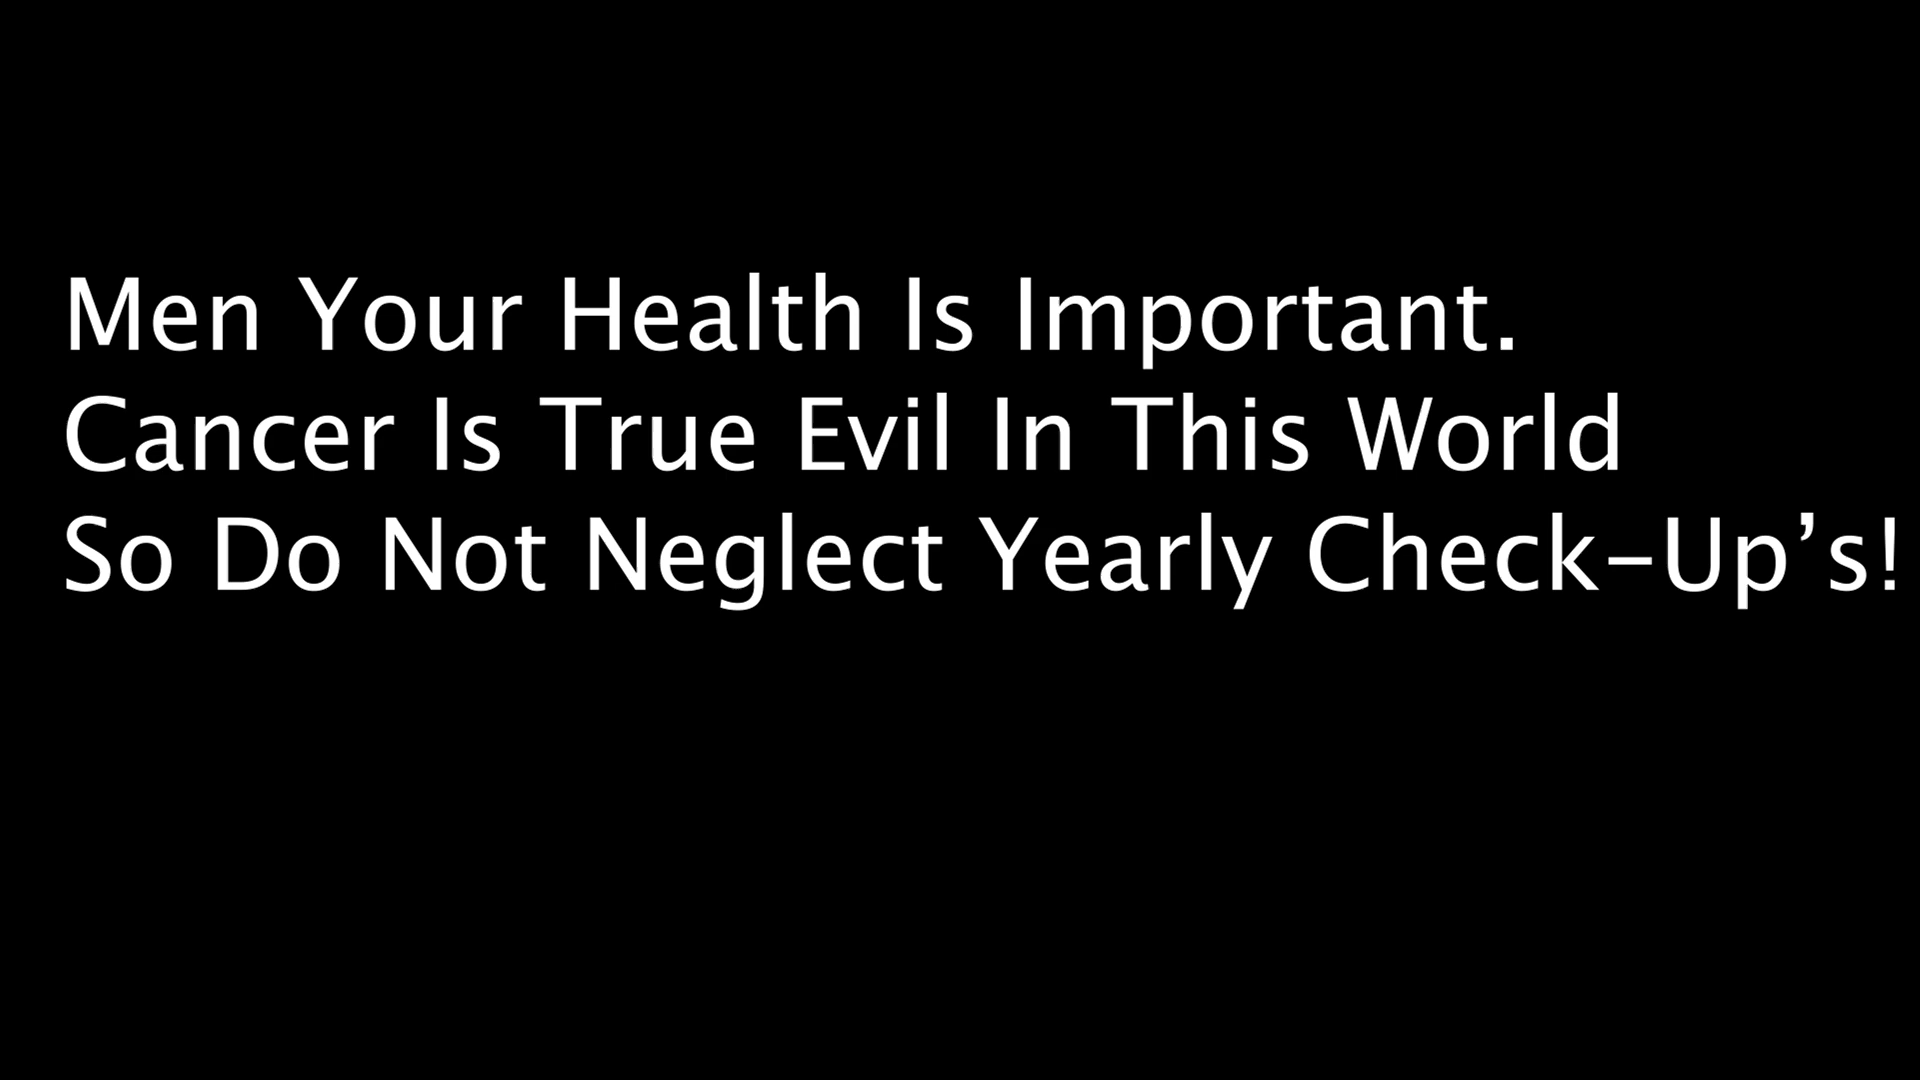 Men Your Health Is Important.
Cancer Is True Evil In This World
So Do Not Neglect Yearly Check-Up’s!